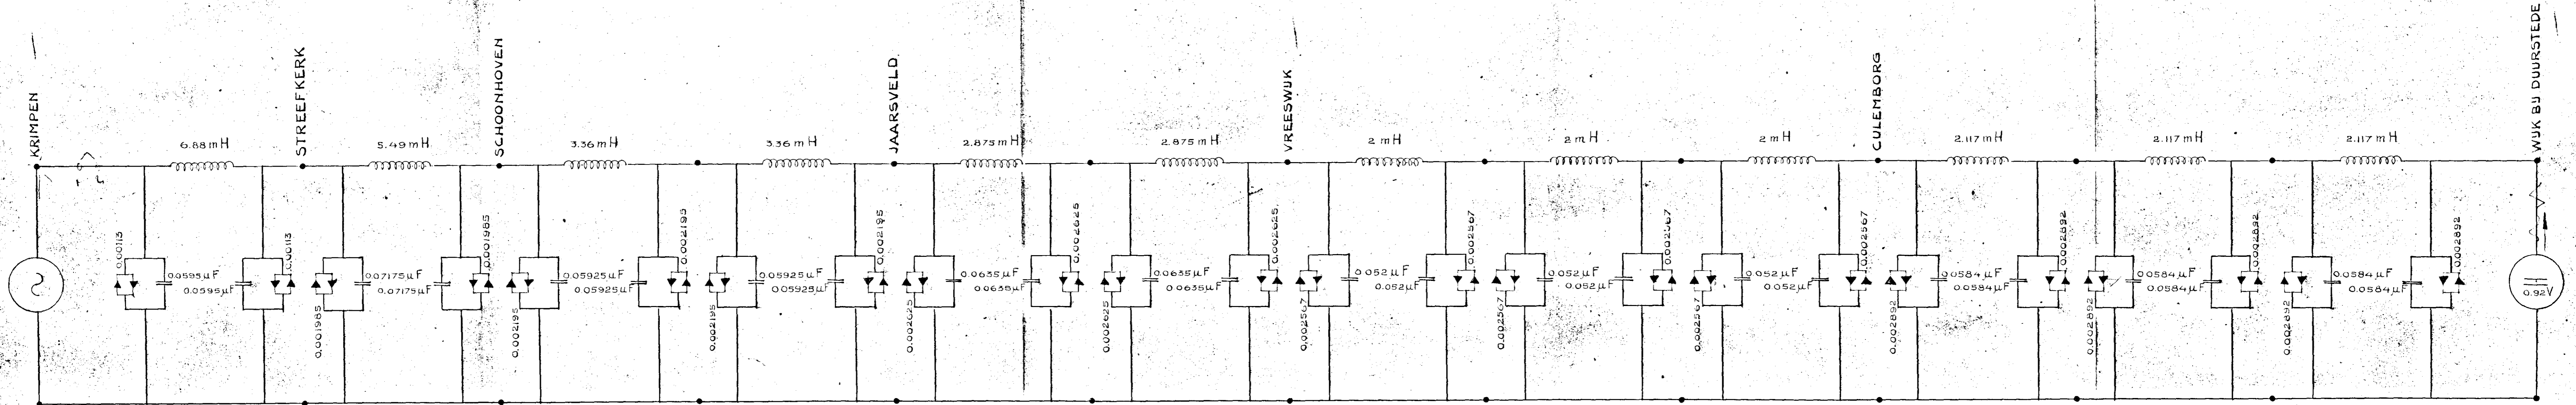 KRIMPEN
STREEFKERK
SCHOONHOVEN
JAARSVELD
VREESWIJK
CULEMBORG
WIJK BIJ DUURSTEDE
6.88 mH
5.49 mH
3.36 mH
3.36 mH
2.875 mH
2.875 mH
2 mH
2 mH
2 mH
2.117 mH
2.117 mH
2.117 mH
0.00113
0.0595 µF
0.0595 µF
0.00113
0.001985
0.07175 µF
0.07175 µF
0.001985
0.002195
0.05925 µF
0.05925 µF
0.002195
0.002195
0.05925 µF
0.05925 µF
0.002195
0.002625
0.0635 µF
0.0635 µF
0.002625
0.002625
0.0635 µF
0.0635 µF
0.002625
0.002567
0.052 µF
0.052 µF
0.002567
0.002567
0.052 µF
0.052 µF
0.002567
0.002567
0.052 µF
0.052 µF
0.002567
0.002892
0.0584 µF
0.0584 µF
0.002892
0.002892
0.0584 µF
0.0584 µF
0.002892
0.002892
0.0584 µF
0.0584 µF
0.002892
0.92V